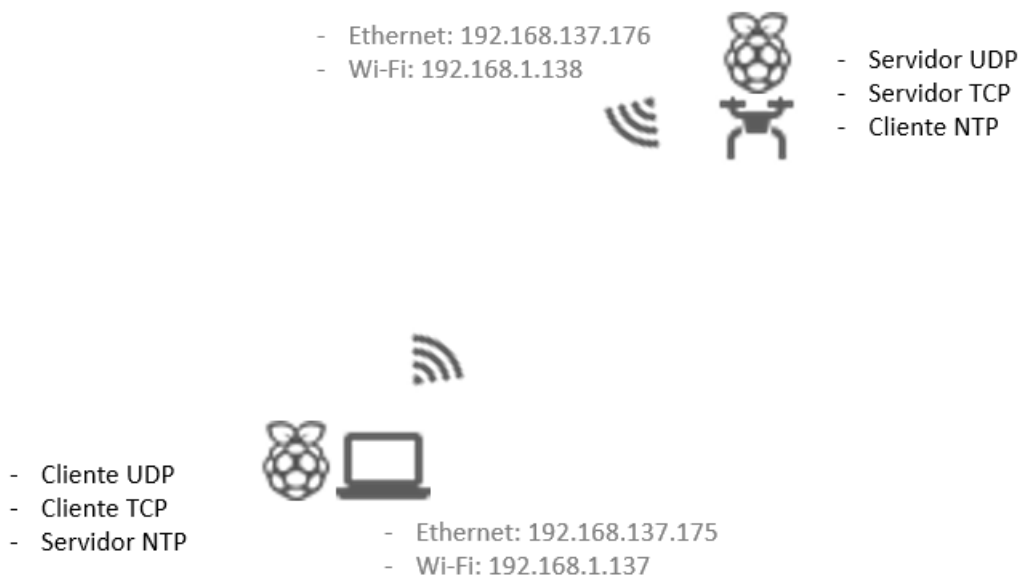 - Ethernet: 192.168.137.176
- Wi-Fi: 192.168.1.138
- Servidor UDP
- Servidor TCP
- Cliente NTP
- Cliente UDP
- Cliente TCP
- Servidor NTP
- Ethernet: 192.168.137.175
- Wi-Fi: 192.168.1.137